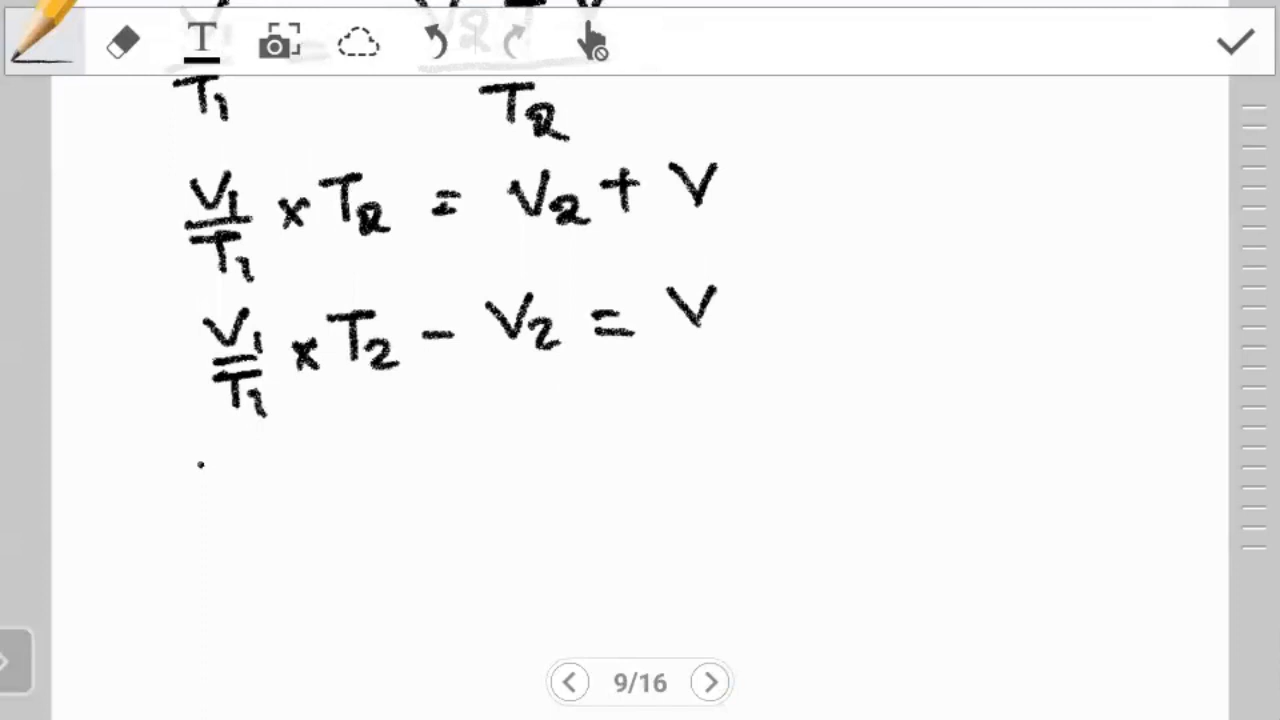 T
T₁ T₂
V₁/T₁ × T₂ = V₂ + V
V₁/T₁ × T₂ - V₂ = V
9/16